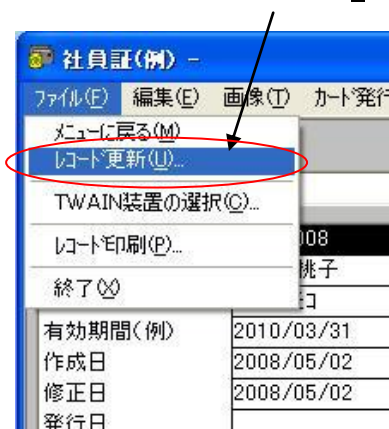 社員証(例) -
ファイル(F) 編集(E) 画像(T) カード発行
メニューに戻る(M)
レコード更新(U)...
TWAIN装置の選択(C)...
レコード印刷(P)...
終了(X)
008
桃子
コ
有効期間(例) 2010/03/31
作成日 2008/05/02
修正日 2008/05/02
発行日